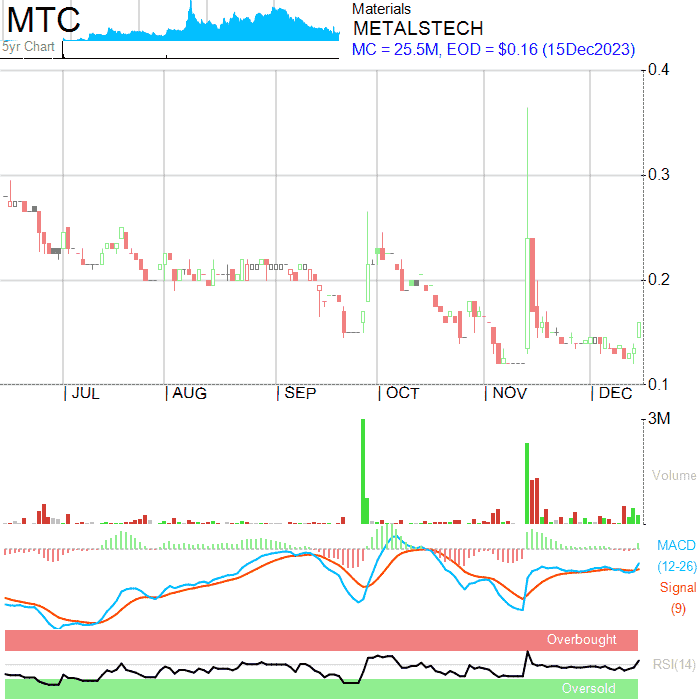 MTC
5yr Chart
Materials
METALSTECH
MC = 25.5M, EOD = $0.16 (15Dec2023)
0.4
0.3
0.2
0.1
JUL AUG SEP OCT NOV DEC
3M
Volume
MACD
(12-26)
Signal
(9)
Overbought
RSI(14)
Oversold